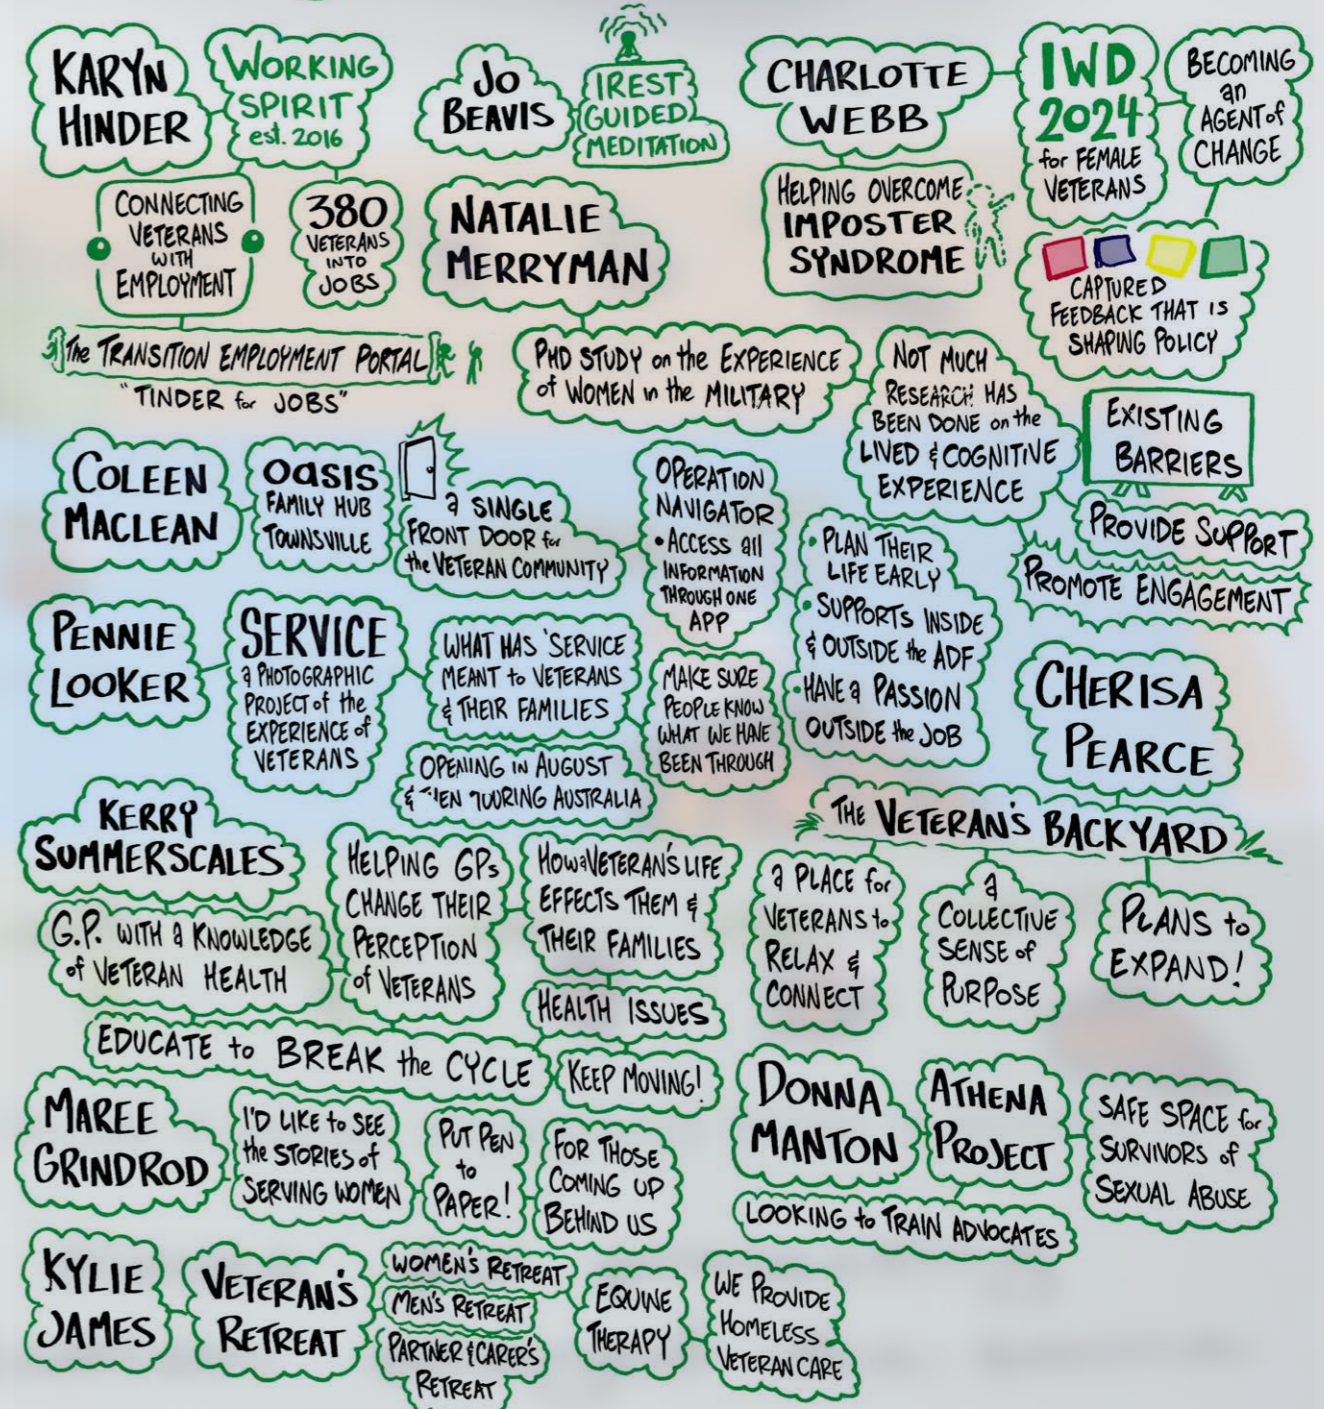 KARYN
HINDER
WORKING
SPIRIT
est. 2016
CONNECTING
VETERANS
WITH
EMPLOYMENT
380
VETERANS
INTO
JOBS
The TRANSITION EMPLOYMENT PORTAL
"TINDER for JOBS"
JO
BEAVIS
IREST
GUIDED
MEDITATION
CHARLOTTE
WEBB
HELPING OVERCOME
IMPOSTER
SYNDROME
IWD
2024
for FEMALE
VETERANS
BECOMING
an
AGENT of
CHANGE
CAPTURED
FEEDBACK THAT IS
SHAPING POLICY
NATALIE
MERRYMAN
PHD STUDY on the EXPERIENCE
of WOMEN in the MILITARY
NOT MUCH
RESEARCH HAS
BEEN DONE on the
LIVED & COGNITIVE
EXPERIENCE
EXISTING
BARRIERS
PROVIDE SUPPORT
PROMOTE ENGAGEMENT
COLEEN
MACLEAN
OASIS
FAMILY HUB
TOWNSVILLE
a SINGLE
FRONT DOOR for
the VETERAN COMMUNITY
OPERATION
NAVIGATOR
• ACCESS all
INFORMATION
THROUGH ONE
APP
• PLAN THEIR
LIFE EARLY
• SUPPORTS INSIDE
& OUTSIDE the ADF
• HAVE a PASSION
OUTSIDE the JOB
PENNIE
LOOKER
SERVICE
a PHOTOGRAPHIC
PROJECT of the
EXPERIENCE of
VETERANS
WHAT HAS 'SERVICE
MEANT to VETERANS
& THEIR FAMILIES
MAKE SURE
PEOPLE KNOW
WHAT WE HAVE
BEEN THROUGH
OPENING IN AUGUST
& TOURING AUSTRALIA
CHERISA
PEARCE
THE VETERAN'S BACKYARD
a PLACE for
VETERANS to
RELAX &
CONNECT
a
COLLECTIVE
SENSE of
PURPOSE
PLANS to
EXPAND!
KERRY
SUMMERSCALES
G.P. WITH a KNOWLEDGE
of VETERAN HEALTH
HELPING GPs
CHANGE THEIR
PERCEPTION
of VETERANS
HOW a VETERAN'S LIFE
EFFECTS THEM &
THEIR FAMILIES
HEALTH ISSUES
KEEP MOVING!
EDUCATE to BREAK the CYCLE
MAREE
GRINDROD
I'D LIKE to SEE
the STORIES of
SERVING WOMEN
PUT PEN
to
PAPER!
FOR THOSE
COMING UP
BEHIND US
DONNA
MANTON
ATHENA
PROJECT
SAFE SPACE for
SURVIVORS of
SEXUAL ABUSE
LOOKING to TRAIN ADVOCATES
KYLIE
JAMES
VETERAN'S
RETREAT
WOMEN'S RETREAT
MEN'S RETREAT
PARTNER & CARER'S
RETREAT
EQUINE
THERAPY
WE PROVIDE
HOMELESS
VETERAN CARE